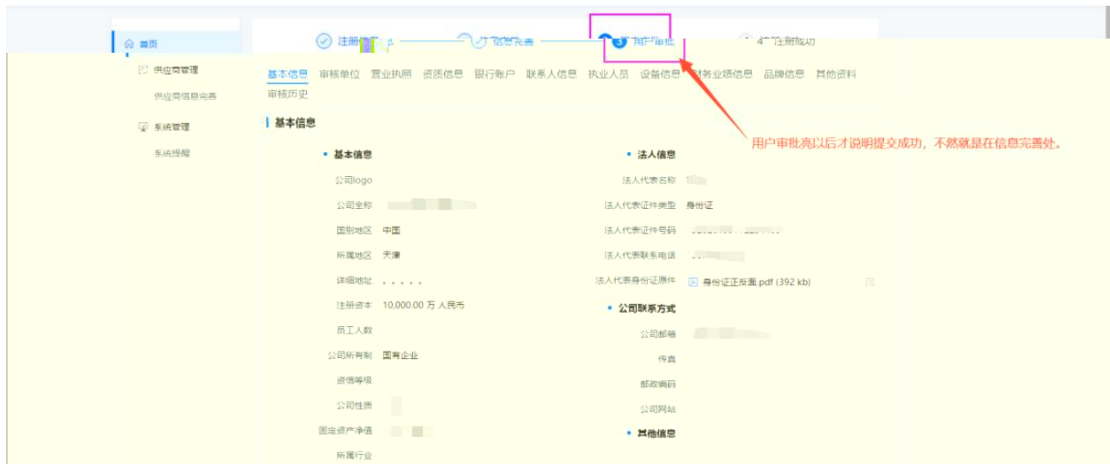 首页
信息完善
3 用户审批
4 注册成功
供应商管理
供应商信息完善
系统管理
系统提醒
基本信息 审核单位 营业执照 资质信息 银行账户 联系人信息 执业人员 设备信息 财务业绩信息 品牌信息 其他资料
审核历史
基本信息
用户审批亮以后才说明提交成功，不然就是在信息完善处。
基本信息
公司logo
公司全称
国别地区 中国
所属地区 天津
详细地址 . . . . .
注册资本 10,000.00 万 人民币
员工人数
公司所有制 国有企业
资信等级
公司性质
固定资产净值
所属行业
法人信息
法人代表名称
法人代表证件类型 身份证
法人代表证件号码
法人代表联系电话
法人代表身份证原件 身份证正反面.pdf (392 kb)
公司联系方式
公司邮箱
传真
邮政编码
公司网站
其他信息